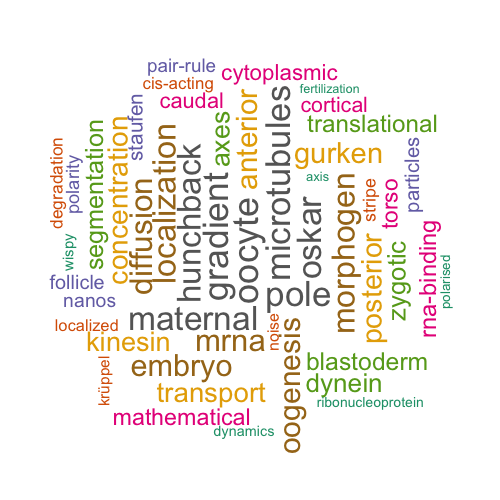 pair-rule
cytoplasmic
cis-acting
fertilization
caudal
cortical
staufen
axes
anterior
microtubules
translational
degradation
polarity
segmentation
concentration
diffusion
localization
hunchback
gradient
oocyte
gurken
oskar
axis
morphogen
stripe
torso
particles
wispy
follicle
nanos
pole
posterior
zygotic
rna-binding
polarised
localized
maternal
kinesin
mrna
noise
krüppel
embryo
oogenesis
blastoderm
dynein
transport
ribonucleoprotein
mathematical
dynamics